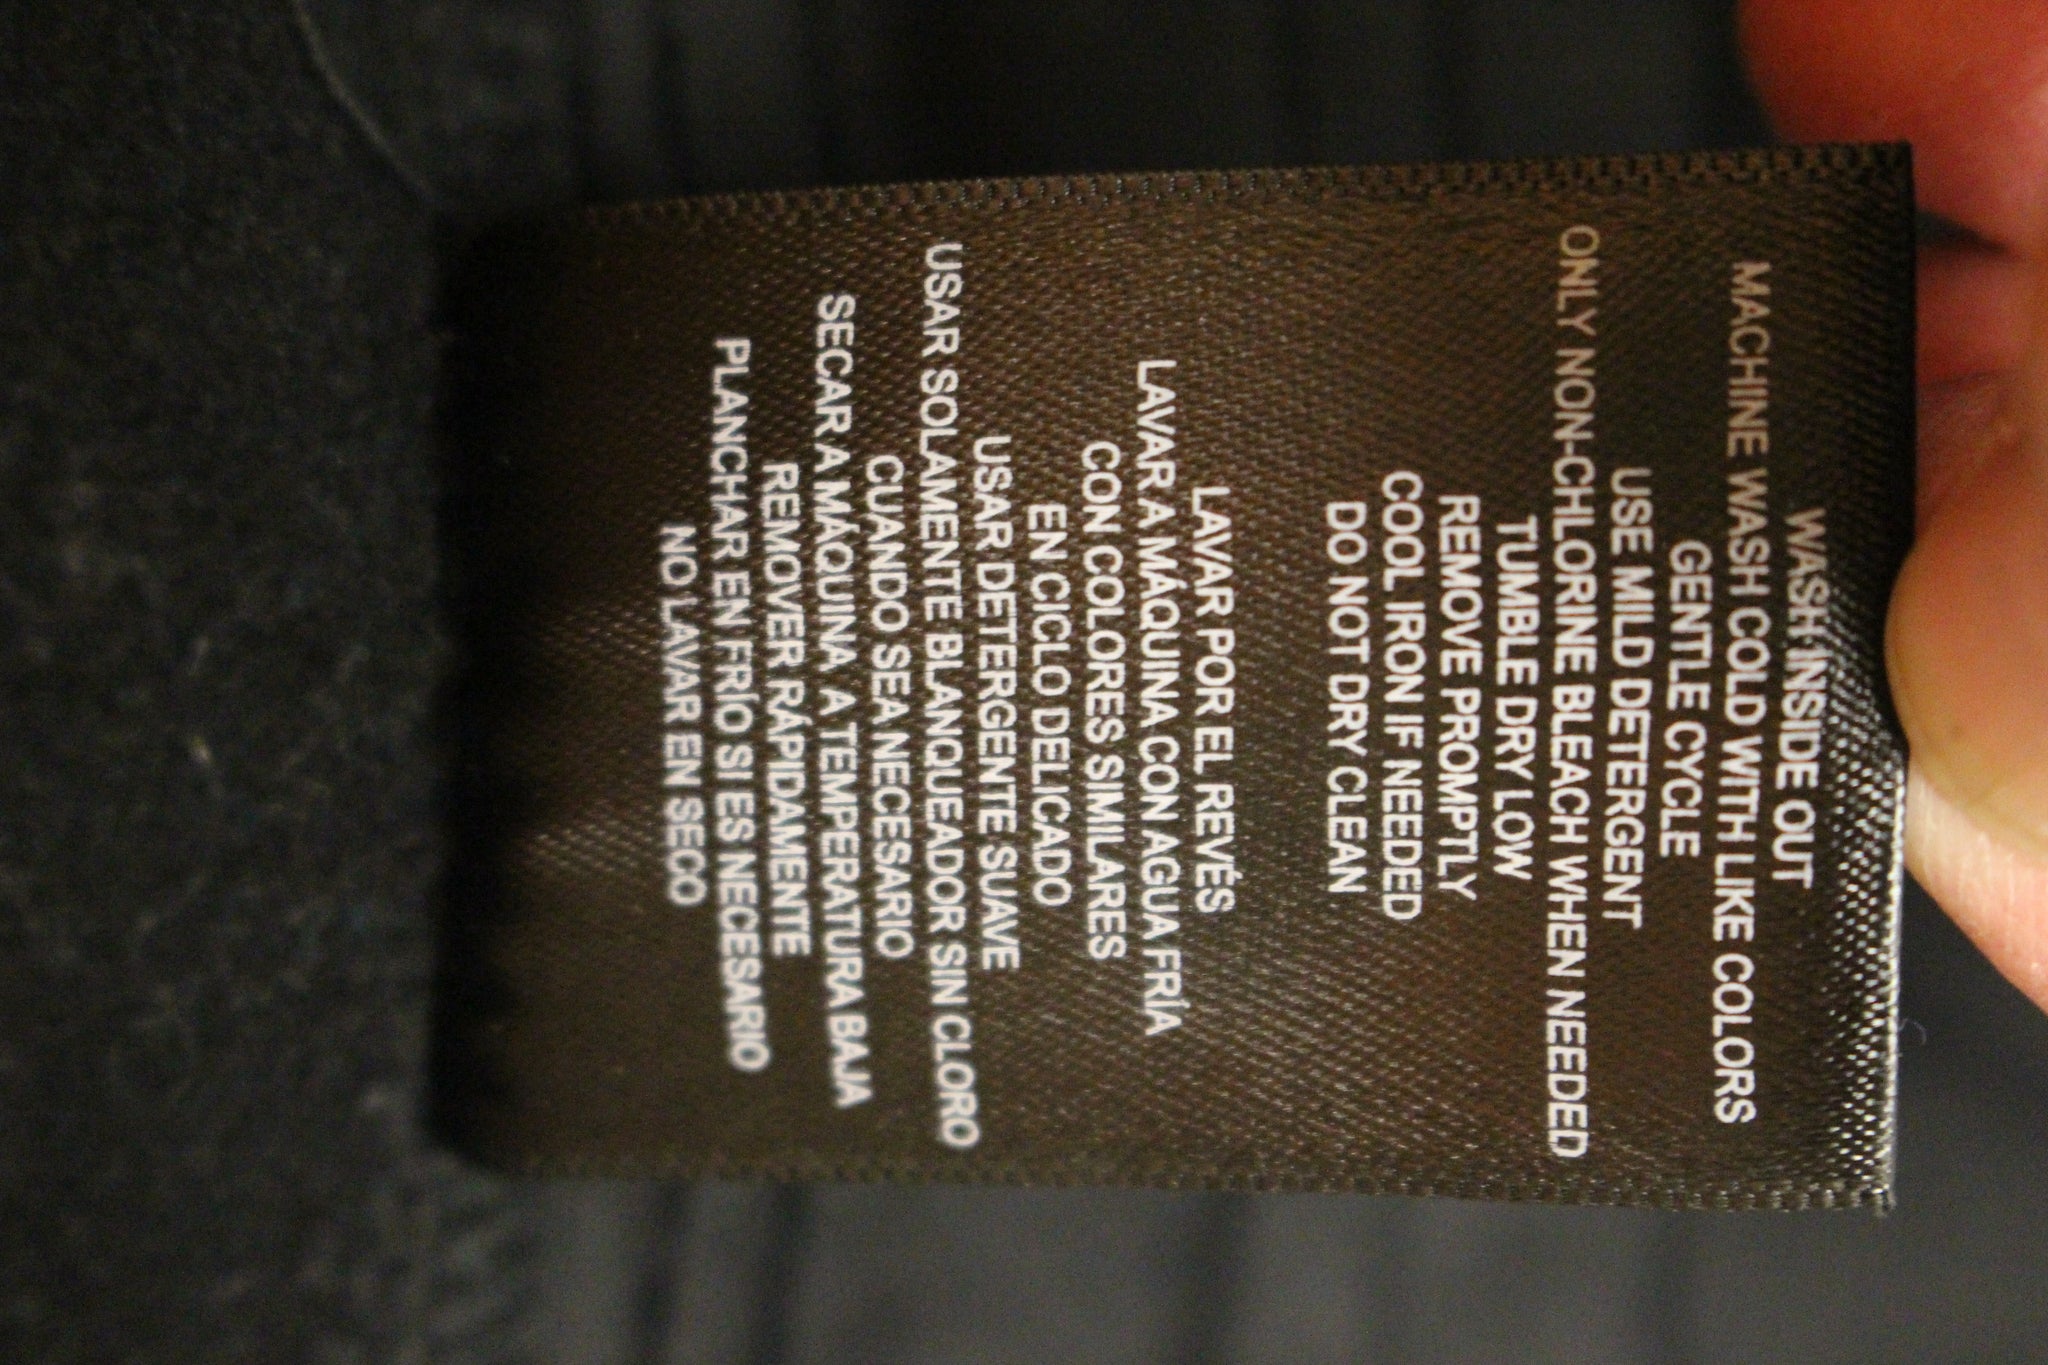 WASH INSIDE OUT
MACHINE WASH COLD WITH LIKE COLORS
GENTLE CYCLE
USE MILD DETERGENT
ONLY NON-CHLORINE BLEACH WHEN NEEDED
TUMBLE DRY LOW
REMOVE PROMPTLY
COOL IRON IF NEEDED
DO NOT DRY CLEAN
LAVAR POR EL REVÉS
LAVAR A MÁQUINA CON AGUA FRÍA
CON COLORES SIMILARES
EN CICLO DELICADO
USAR DETERGENTE SUAVE
USAR SOLAMENTE BLANQUEADOR SIN CLORO
CUANDO SEA NECESARIO
SECAR A MÁQUINA A TEMPERATURA BAJA
REMOVER RÁPIDAMENTE
PLANCHAR EN FRÍO SI ES NECESARIO
NO LAVAR EN SECO